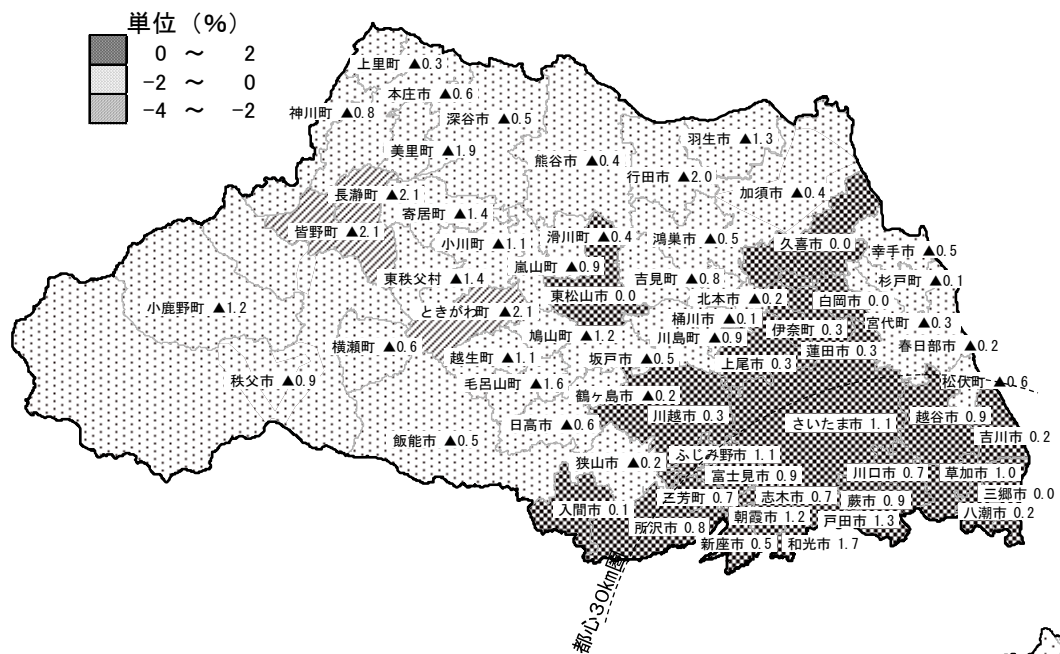 単位（%）
0 ～ 2
-2 ～ 0
-4 ～ -2
上里町 ▲0.3
本庄市 ▲0.6
神川町 ▲0.8
深谷市 ▲0.5
美里町 ▲1.9
熊谷市 ▲0.4
羽生市 ▲1.3
行田市 ▲2.0
加須市 ▲0.4
長瀞町 ▲2.1
寄居町 ▲1.4
皆野町 ▲2.1
小川町 ▲1.1
滑川町 ▲0.4
鴻巣市 ▲0.5
久喜市 0.0
幸手市 ▲0.5
嵐山町 ▲0.9
東秩父村 ▲1.4
吉見町 ▲0.8
杉戸町 ▲0.1
東松山市 0.0
北本市 ▲0.2
白岡市 0.0
小鹿野町 ▲1.2
ときがわ町 ▲2.1
桶川市 ▲0.1
伊奈町 0.3
宮代町 ▲0.3
鳩山町 ▲1.2
川島町 ▲0.9
横瀬町 ▲0.6
蓮田市 0.3
春日部市 ▲0.2
越生町 ▲1.1
坂戸市 ▲0.5
上尾市 0.3
秩父市 ▲0.9
毛呂山町 ▲1.6
松伏町 ▲0.6
鶴ヶ島市 ▲0.2
川越市 0.3
さいたま市 1.1
越谷市 0.9
日高市 ▲0.6
飯能市 ▲0.5
吉川市 0.2
ふじみ野市 1.1
狭山市 ▲0.2
富士見市 0.9
川口市 0.7
草加市 1.0
三芳町 0.7
志木市 0.7
蕨市 0.9
三郷市 0.0
入間市 0.1
朝霞市 1.2
戸田市 1.3
八潮市 0.2
所沢市 0.8
新座市 0.5
和光市 1.7
都心30km圏